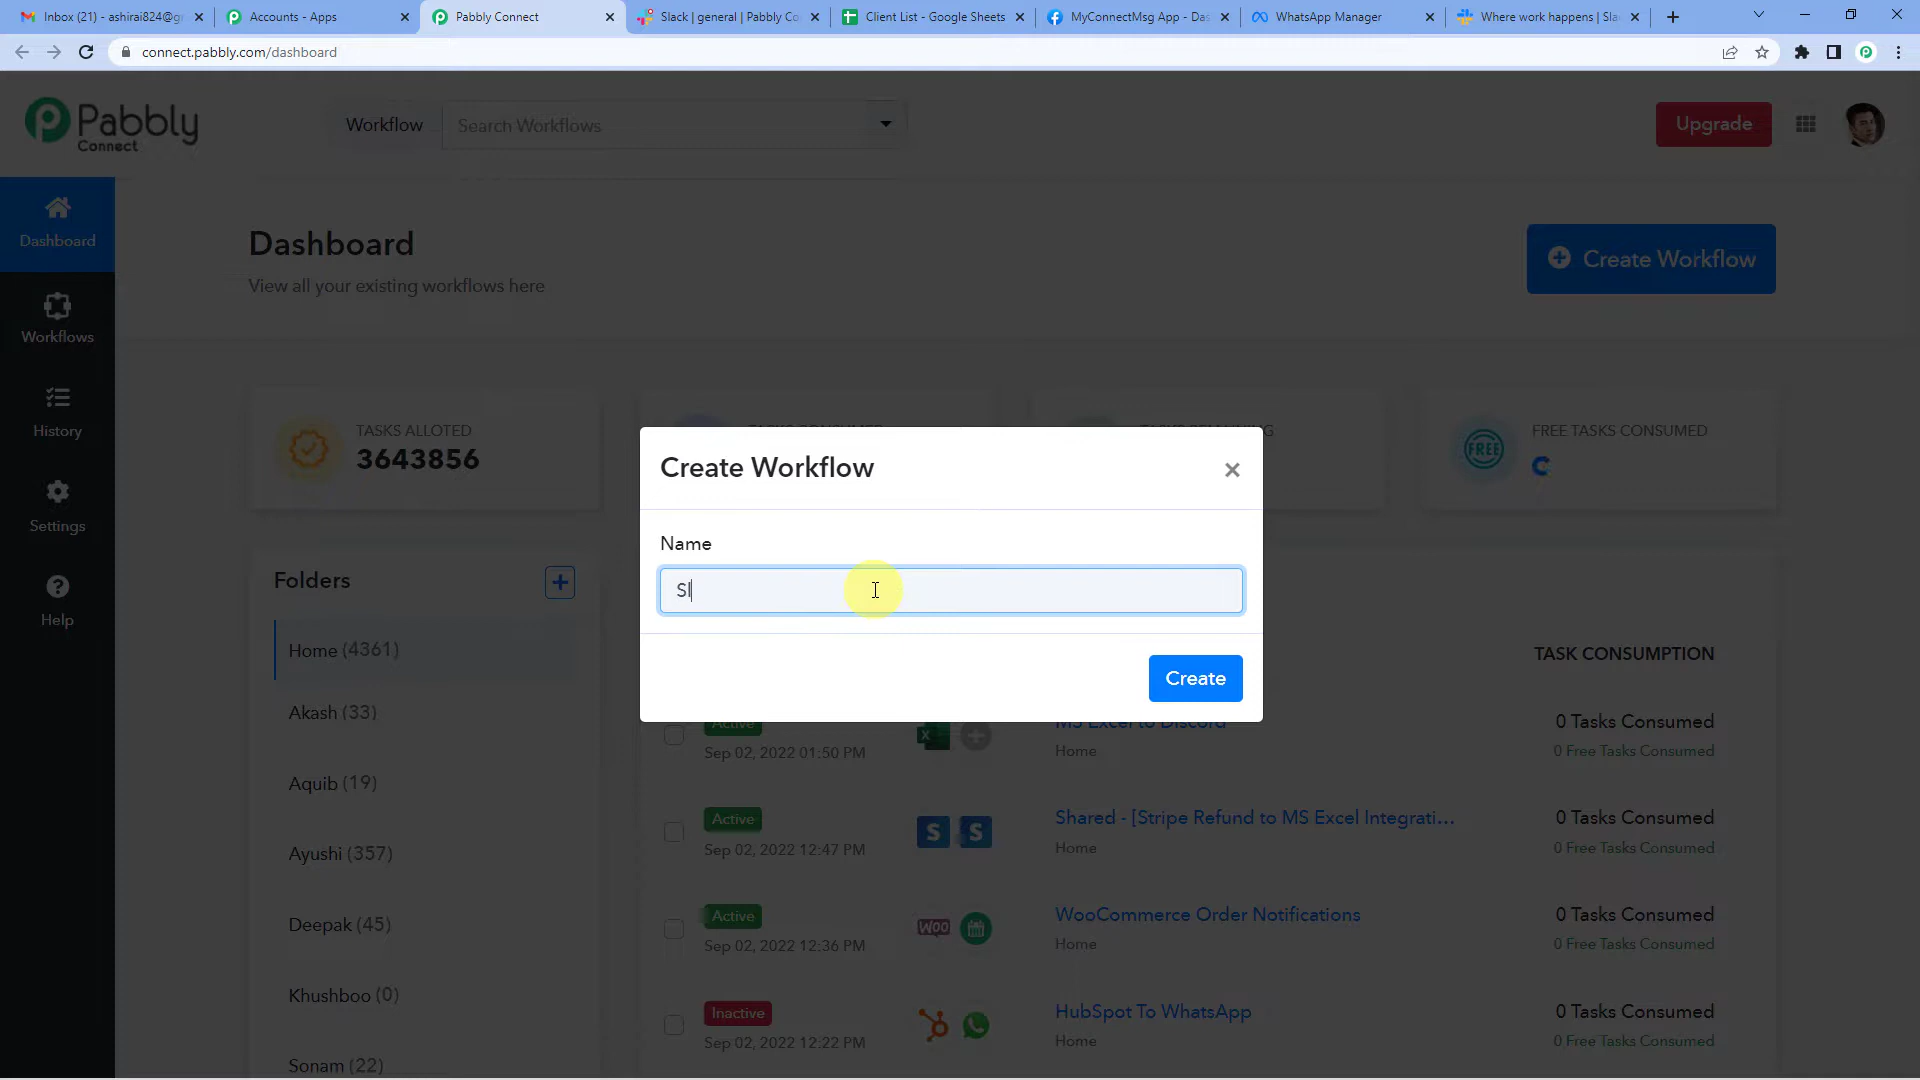 Inbox (21) - ashirai824@g
Accounts - Apps
Pabbly Connect
Slack | general | Pabbly Co
Client List - Google Sheets
MyConnectMsg App - Das
WhatsApp Manager
Where work happens | Sla
connect.pabbly.com/dashboard
Pabbly
Connect
Workflow
Search Workflows
Upgrade
Dashboard
Workflows
History
Settings
Help
Dashboard
View all your existing workflows here
Create Workflow
TASKS ALLOTED
3643856
FREE TASKS CONSUMED
FREE
Create Workflow
×
Name
Sl
Create
Folders
Home (4361)
Akash (33)
Aquib (19)
Ayushi (357)
Deepak (45)
Khushboo (0)
Sonam (22)
TASK CONSUMPTION
Active
Sep 02, 2022 01:50 PM
MS Excel to Discord
Home
0 Tasks Consumed
0 Free Tasks Consumed
Active
Sep 02, 2022 12:47 PM
S
S
Shared - [Stripe Refund to MS Excel Integrati...
Home
0 Tasks Consumed
0 Free Tasks Consumed
Active
Sep 02, 2022 12:36 PM
Woo
WooCommerce Order Notifications
Home
0 Tasks Consumed
0 Free Tasks Consumed
Inactive
Sep 02, 2022 12:22 PM
HubSpot To WhatsApp
Home
0 Tasks Consumed
0 Free Tasks Consumed